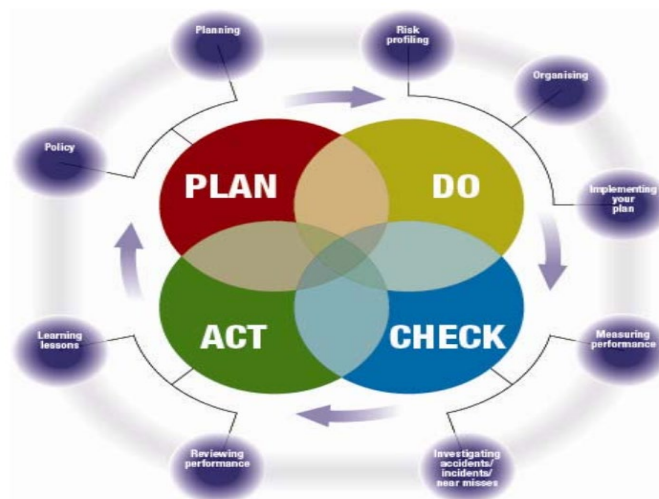 Planning
Risk
profiling
Organising
Policy
PLAN
DO
Implementing
your
plan
ACT
CHECK
Learning
lessons
Measuring
performance
Reviewing
performance
Investigating
accidents/
incidents/
near misses